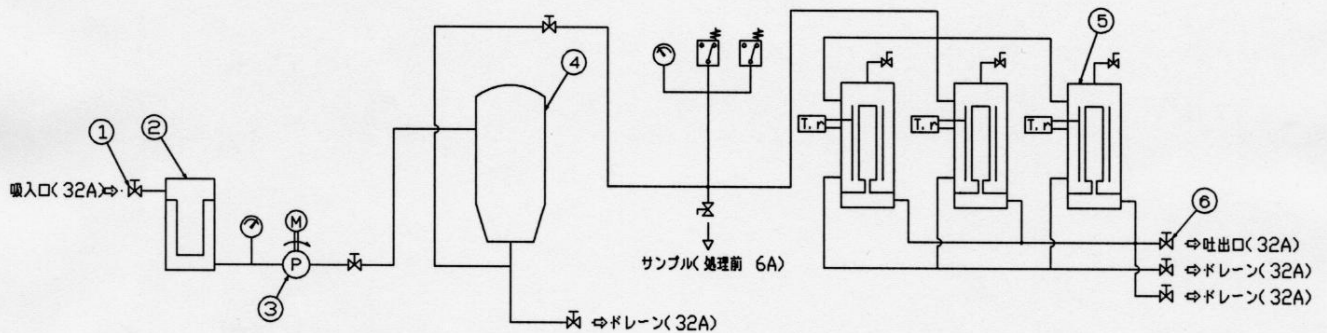 ①
②
③
④
⑤
⑥
吸入口(32A)⇨
M
P
⇨ドレーン(32A)
サンプル(処理前 6A)
T.r
T.r
T.r
⇨吐出口(32A)
⇨ドレーン(32A)
⇨ドレーン(32A)